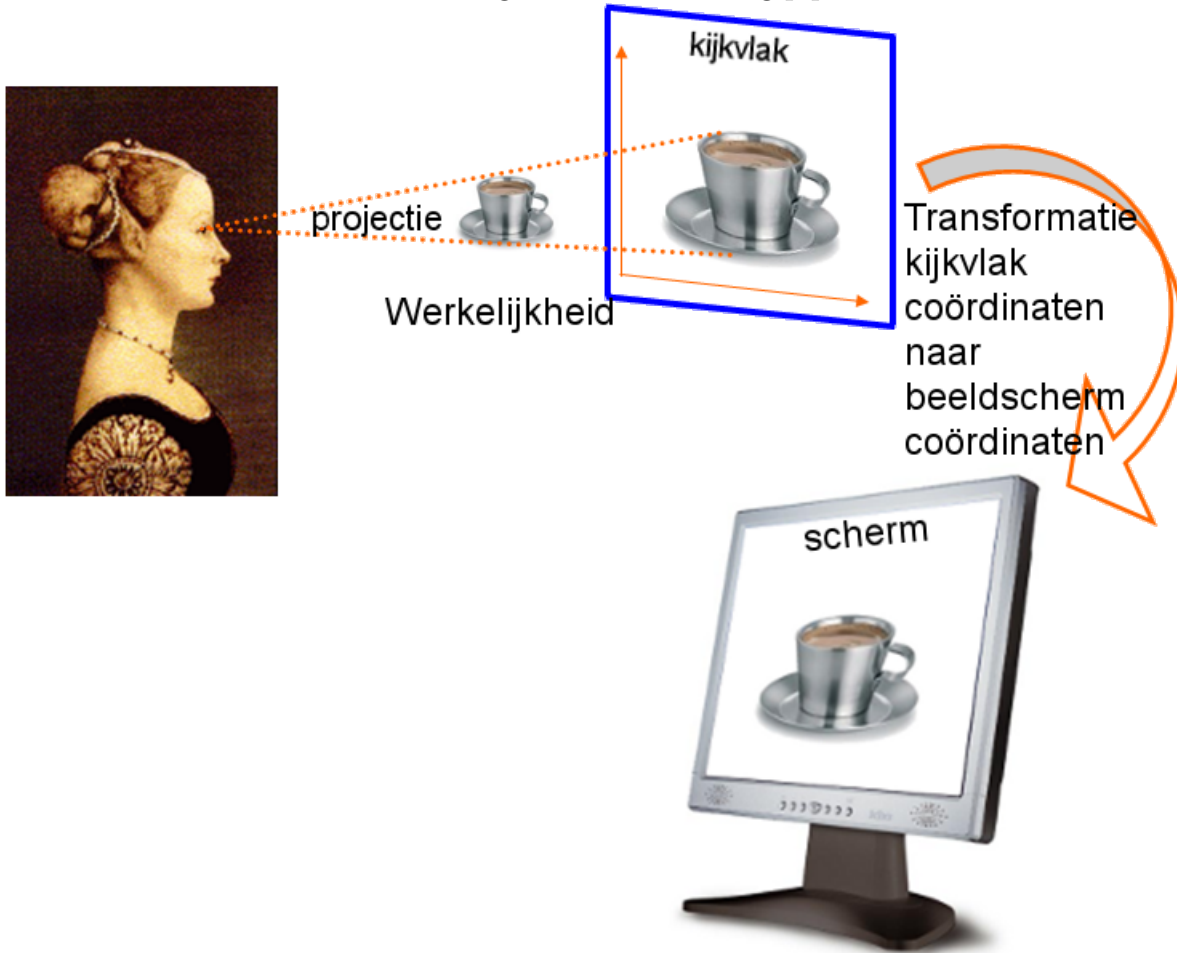 kijkvlak
projectie
Werkelijkheid
Transformatie
kijkvlak
coördinaten
naar
beeldscherm
coördinaten
scherm